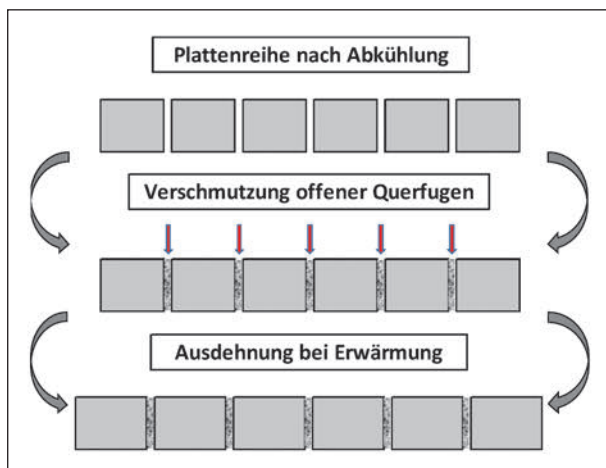 Plattenreihe nach Abkühlung
Verschmutzung offener Querfugen
Ausdehnung bei Erwärmung